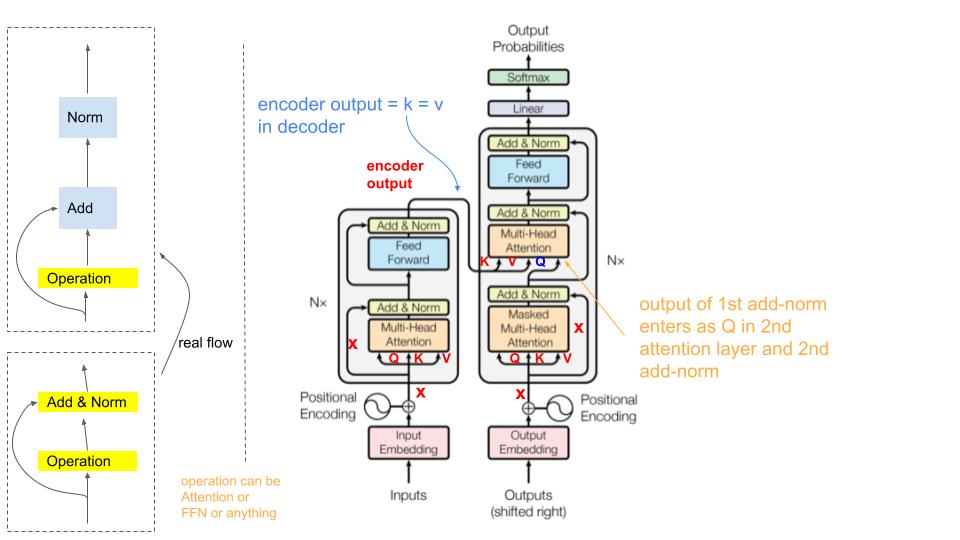 Norm
Add
Operation
real flow
Add & Norm
Operation
operation can be
Attention or
FFN or anything
encoder output = k = v
in decoder
encoder
output
Add & Norm
Feed
Forward
Nx
Add & Norm
Multi-Head
Attention
x
Q K V
x
Positional
Encoding
Input
Embedding
Inputs
Output
Probabilities
Softmax
Linear
Add & Norm
Feed
Forward
Add & Norm
Multi-Head
Attention
K V Q
Nx
Add & Norm
Masked
Multi-Head
Attention
x
Q K V
x
Positional
Encoding
Output
Embedding
Outputs
(shifted right)
output of 1st add-norm
enters as Q in 2nd
attention layer and 2nd
add-norm